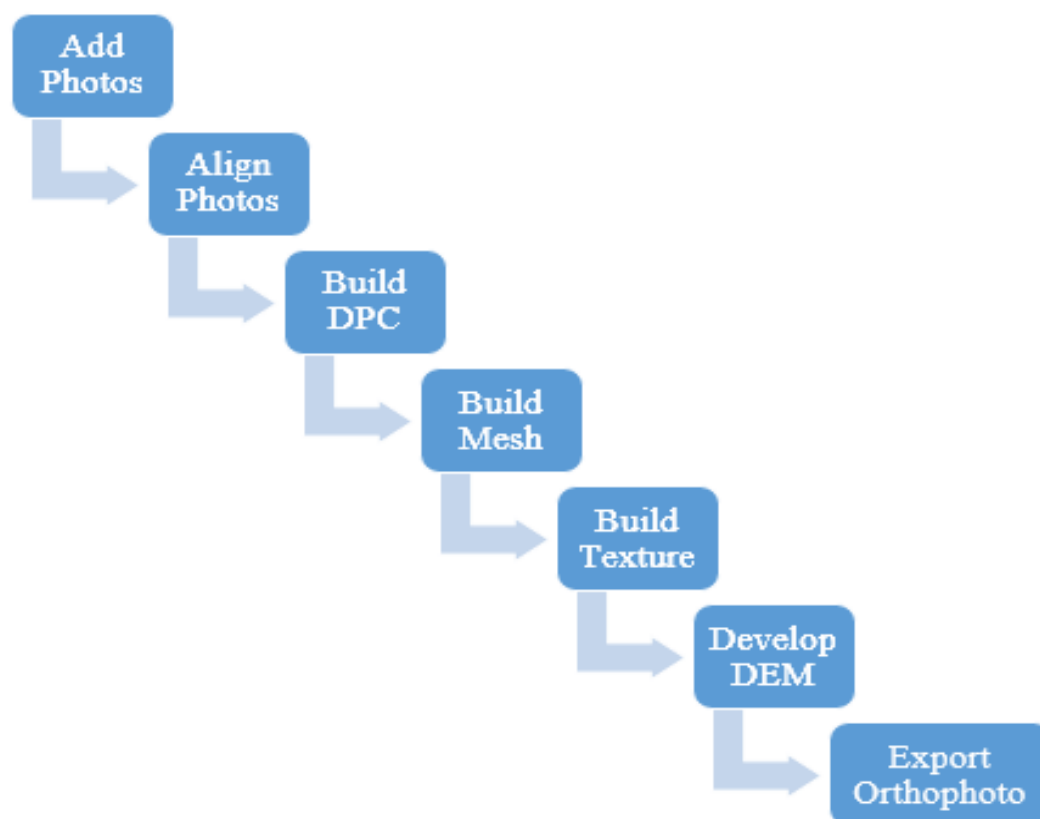 Add
Photos
Align
Photos
Build
DPC
Build
Mesh
Build
Texture
Develop
DEM
Export
Orthophoto